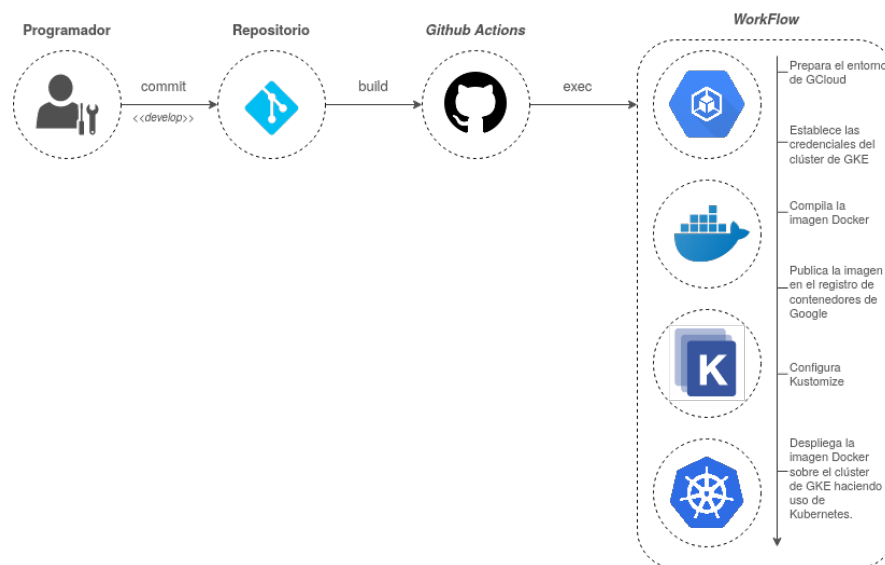 Programador
Repositorio
Github Actions
WorkFlow
commit
<<develop>>
build
exec
Prepara el entorno
de GCloud
Establece las
credenciales del
clúster de GKE
Compila la
imagen Docker
Publica la imagen
en el registro de
contenedores de
Google
K
Configura
Kustomize
Despliega la
imagen Docker
sobre el clúster
de GKE haciendo
uso de
Kubernetes.